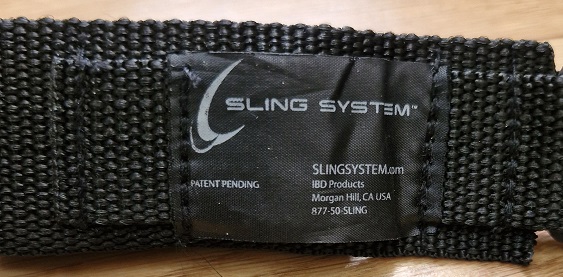 SLING SYSTEM™
SLINGSYSTEM.com
PATENT PENDING
IBD Products
Morgan Hill, CA USA
877-50-SLING